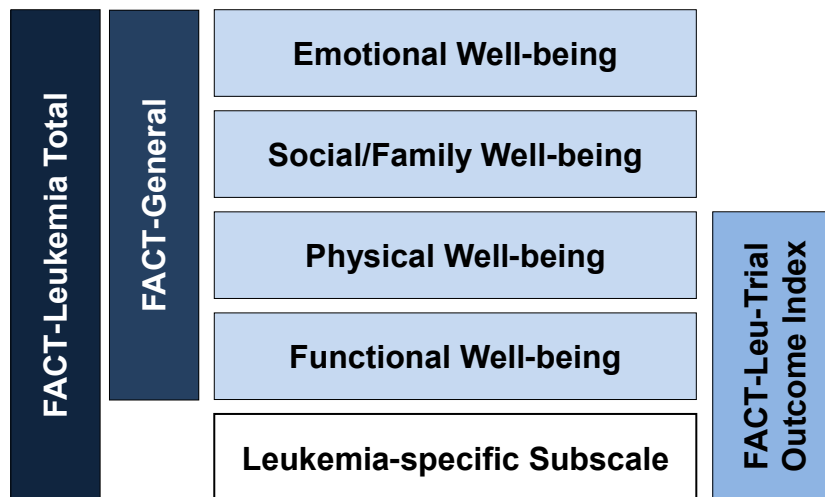 FACT-Leukemia Total
FACT-General
Emotional Well-being
Social/Family Well-being
Physical Well-being
Functional Well-being
Leukemia-specific Subscale
FACT-Leu-Trial
Outcome Index